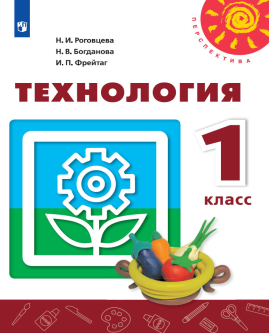 Н. И. Роговцева
Н. В. Богданова
И. П. Фрейтаг
ПЕРСПЕКТИВА
ТЕХНОЛОГИЯ
1
класс